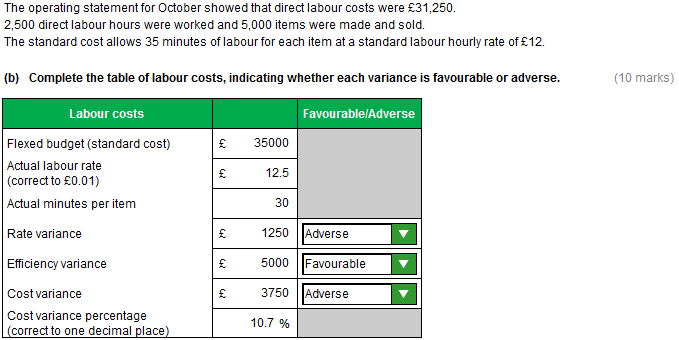 The operating statement for October showed that direct labour costs were £31,250.
2,500 direct labour hours were worked and 5,000 items were made and sold.
The standard cost allows 35 minutes of labour for each item at a standard labour hourly rate of £12.
(b) Complete the table of labour costs, indicating whether each variance is favourable or adverse. (10 marks)
Labour costs Favourable/Adverse
Flexed budget (standard cost) £ 35000
Actual labour rate
(correct to £0.01) £ 12.5
Actual minutes per item 30
Rate variance £ 1250 Adverse
Efficiency variance £ 5000 Favourable
Cost variance £ 3750 Adverse
Cost variance percentage
(correct to one decimal place) 10.7 %